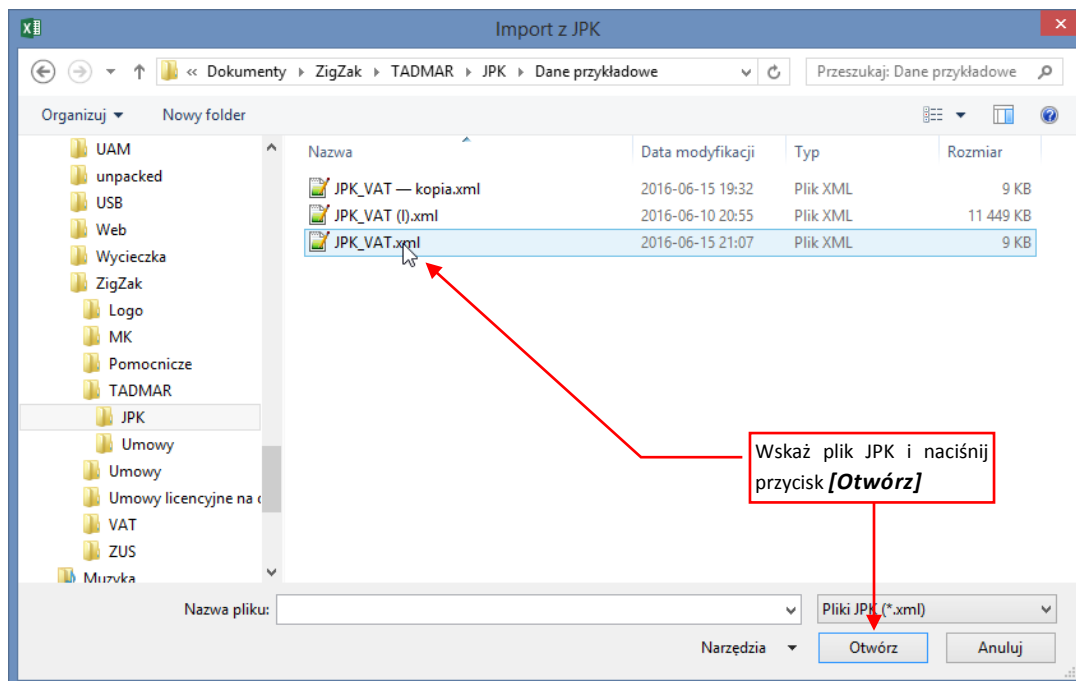 Import z JPK
« Dokumenty ▸ ZigZak ▸ TADMAR ▸ JPK ▸ Dane przykładowe
Przeszukaj: Dane przykładowe
Organizuj
Nowy folder
UAM
unpacked
USB
Web
Wycieczka
ZigZak
Logo
MK
Pomocnicze
TADMAR
JPK
Umowy
Umowy
Umowy licencyjne na
VAT
ZUS
Muzyka
Nazwa Data modyfikacji Typ Rozmiar
JPK_VAT — kopia.xml 2016-06-15 19:32 Plik XML 9 KB
JPK_VAT (I).xml 2016-06-10 20:55 Plik XML 11 449 KB
JPK_VAT.xml 2016-06-15 21:07 Plik XML 9 KB
Wskaż plik JPK i naciśnij
przycisk [Otwórz]
Nazwa pliku:
Pliki JPK (*.xml)
Narzędzia
Otwórz
Anuluj